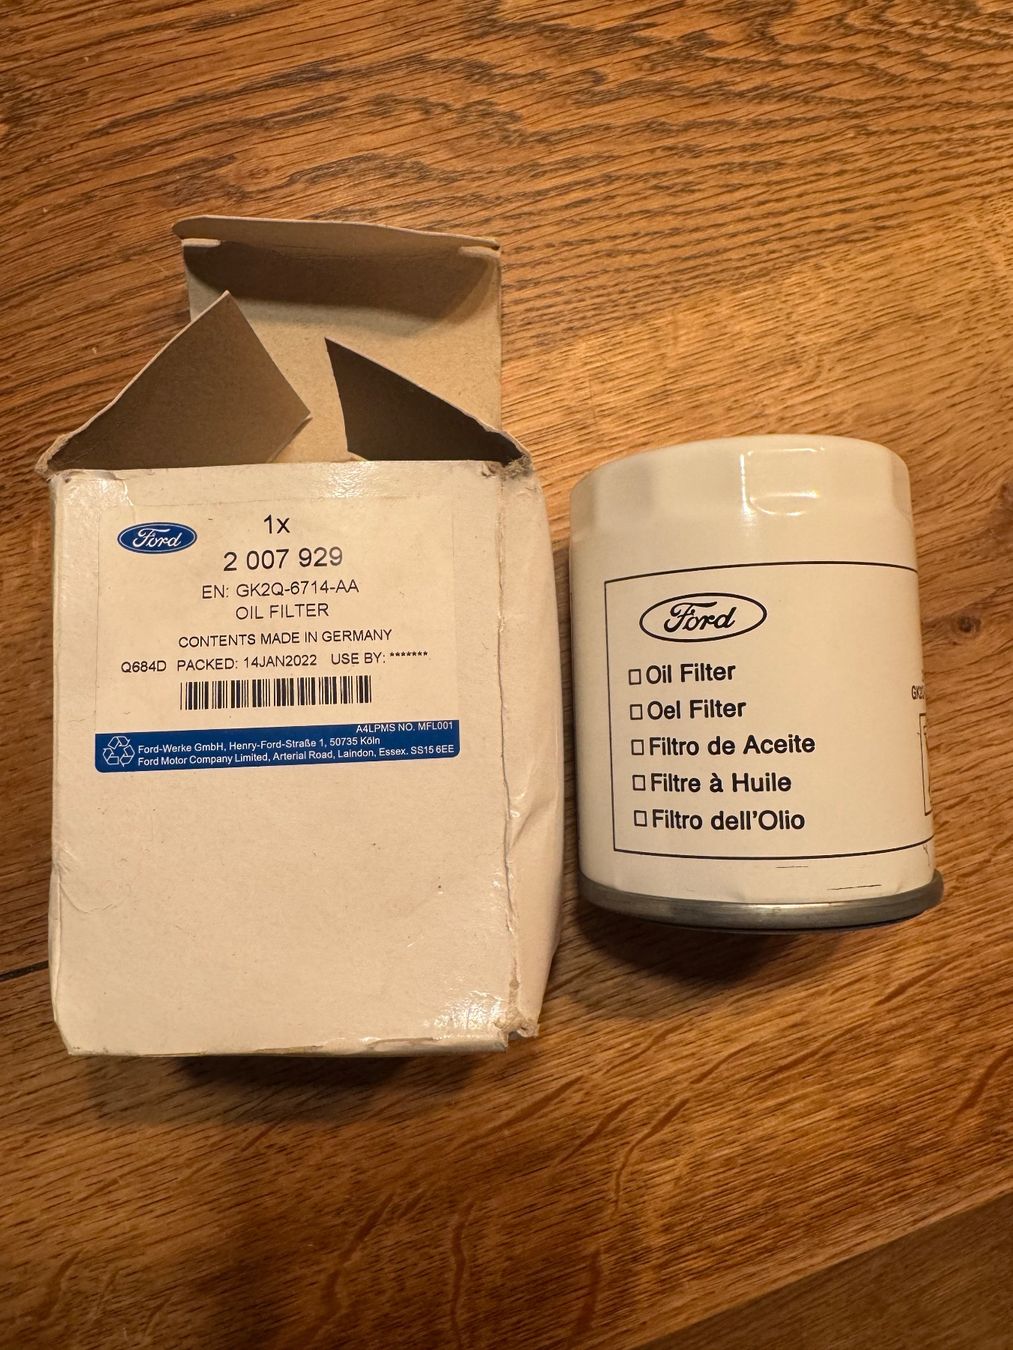 Ford
1x
2 007 929
EN: GK2Q-6714-AA
OIL FILTER
CONTENTS MADE IN GERMANY
Q684D PACKED: 14JAN2022 USE BY: *******
A4LPMS NO. MFL001
Ford-Werke GmbH, Henry-Ford-Straße 1, 50735 Köln
Ford Motor Company Limited, Arterial Road, Laindon, Essex. SS15 6EE
Ford
Oil Filter
Oel Filter
Filtro de Aceite
Filtre à Huile
Filtro dell'Olio